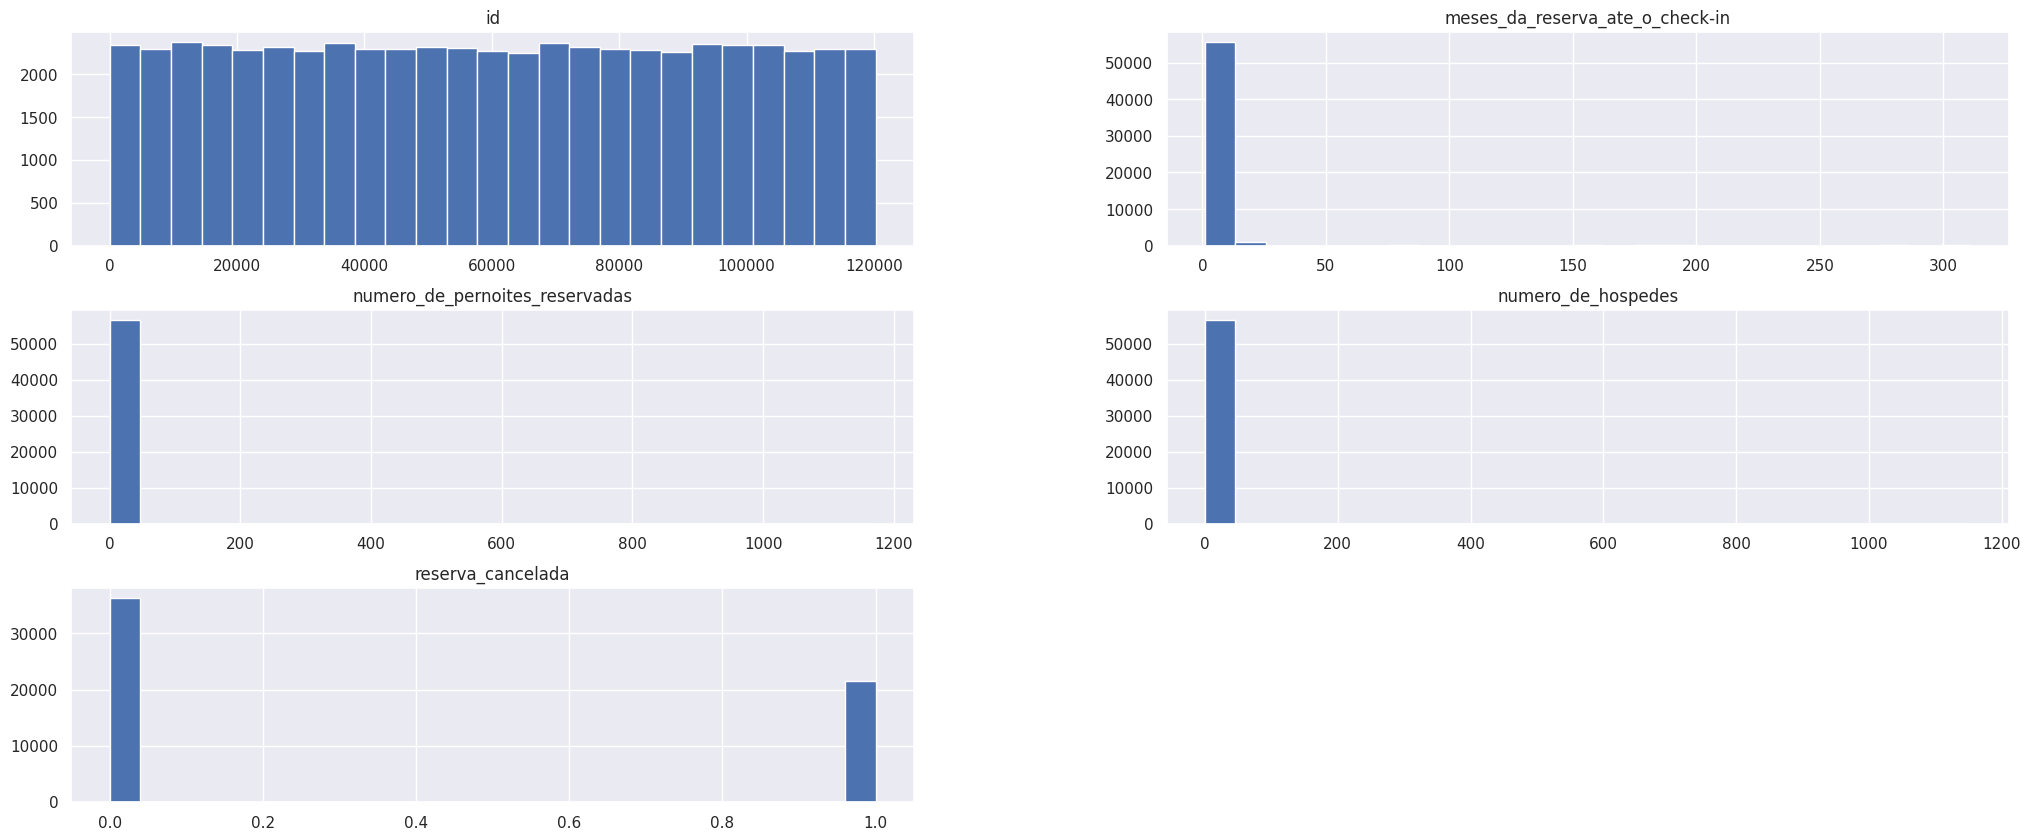 id
2000
1500
1000
500
0
0 20000 40000 60000 80000 100000 120000
meses_da_reserva_ate_o_check-in
50000
40000
30000
20000
10000
0
0 50 100 150 200 250 300
numero_de_pernoites_reservadas
50000
40000
30000
20000
10000
0
0 200 400 600 800 1000 1200
numero_de_hospedes
50000
40000
30000
20000
10000
0
0 200 400 600 800 1000 1200
reserva_cancelada
30000
20000
10000
0
0.0 0.2 0.4 0.6 0.8 1.0